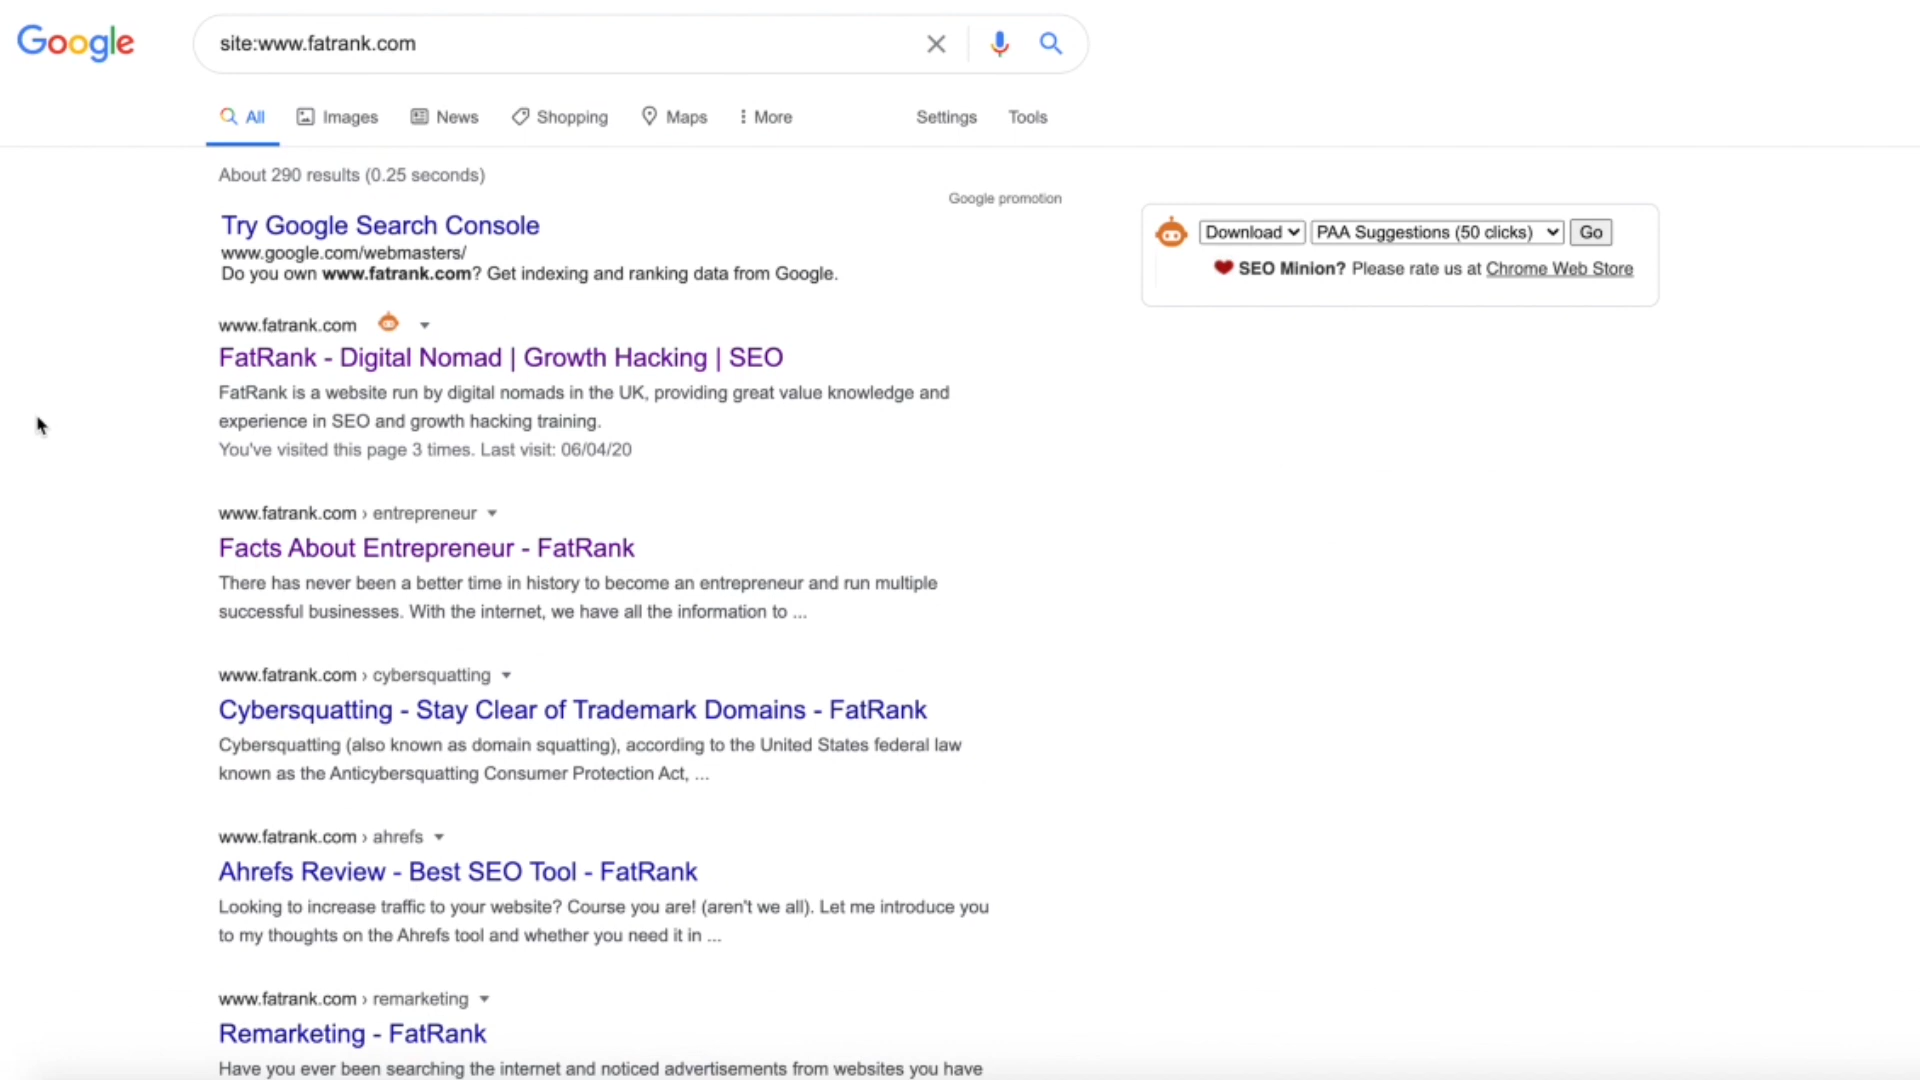 Google
site:www.fatrank.com
All Images News Shopping Maps More Settings Tools
About 290 results (0.25 seconds)
Google promotion
Try Google Search Console
www.google.com/webmasters/
Do you own www.fatrank.com? Get indexing and ranking data from Google.
Download PAA Suggestions (50 clicks) Go
SEO Minion? Please rate us at Chrome Web Store
www.fatrank.com
FatRank - Digital Nomad | Growth Hacking | SEO
FatRank is a website run by digital nomads in the UK, providing great value knowledge and
experience in SEO and growth hacking training.
You've visited this page 3 times. Last visit: 06/04/20
www.fatrank.com › entrepreneur
Facts About Entrepreneur - FatRank
There has never been a better time in history to become an entrepreneur and run multiple
successful businesses. With the internet, we have all the information to ...
www.fatrank.com › cybersquatting
Cybersquatting - Stay Clear of Trademark Domains - FatRank
Cybersquatting (also known as domain squatting), according to the United States federal law
known as the Anticybersquatting Consumer Protection Act, ...
www.fatrank.com › ahrefs
Ahrefs Review - Best SEO Tool - FatRank
Looking to increase traffic to your website? Course you are! (aren't we all). Let me introduce you
to my thoughts on the Ahrefs tool and whether you need it in ...
www.fatrank.com › remarketing
Remarketing - FatRank
Have you ever been searching the internet and noticed advertisements from websites you have